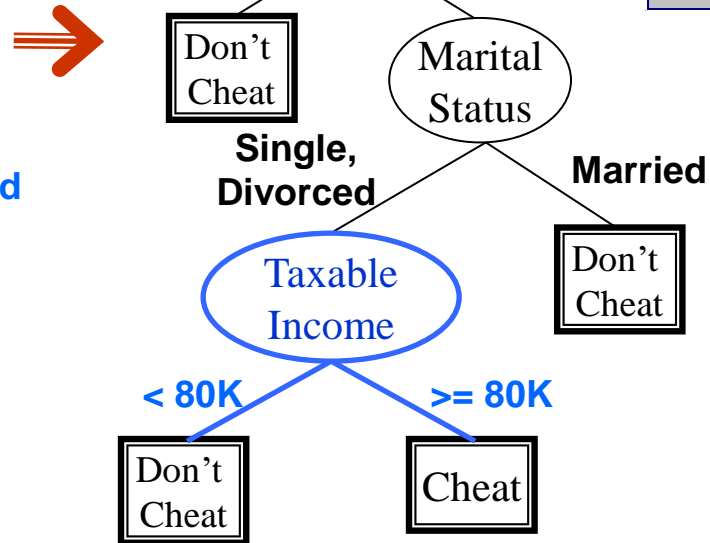 Don't
Cheat
Marital
Status
Single,
Divorced
Married
d
Taxable
Income
Don't
Cheat
< 80K
>= 80K
Don't
Cheat
Cheat